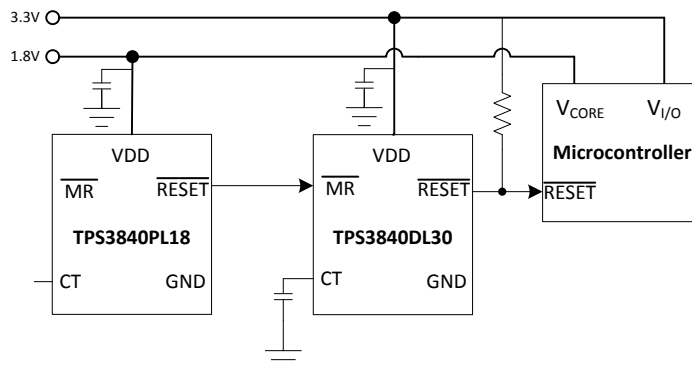 3.3V
1.8V
VDD
MR
RESET
TPS3840PL18
CT
GND
VDD
MR
RESET
TPS3840DL30
CT
GND
VCORE
VI/O
Microcontroller
RESET